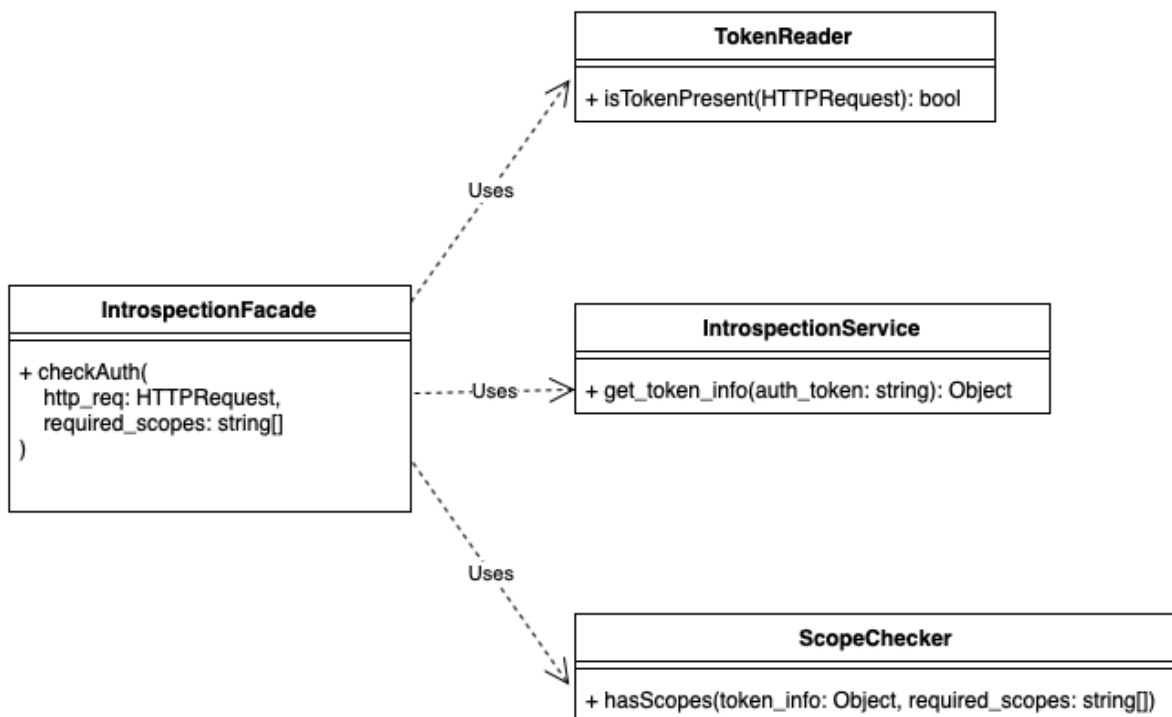 TokenReader
+ isTokenPresent(HTTPRequest): bool
Uses
IntrospectionFacade
+ checkAuth(
http_req: HTTPRequest,
required_scopes: string[]
)
Uses
IntrospectionService
+ get_token_info(auth_token: string): Object
Uses
ScopeChecker
+ hasScopes(token_info: Object, required_scopes: string[])